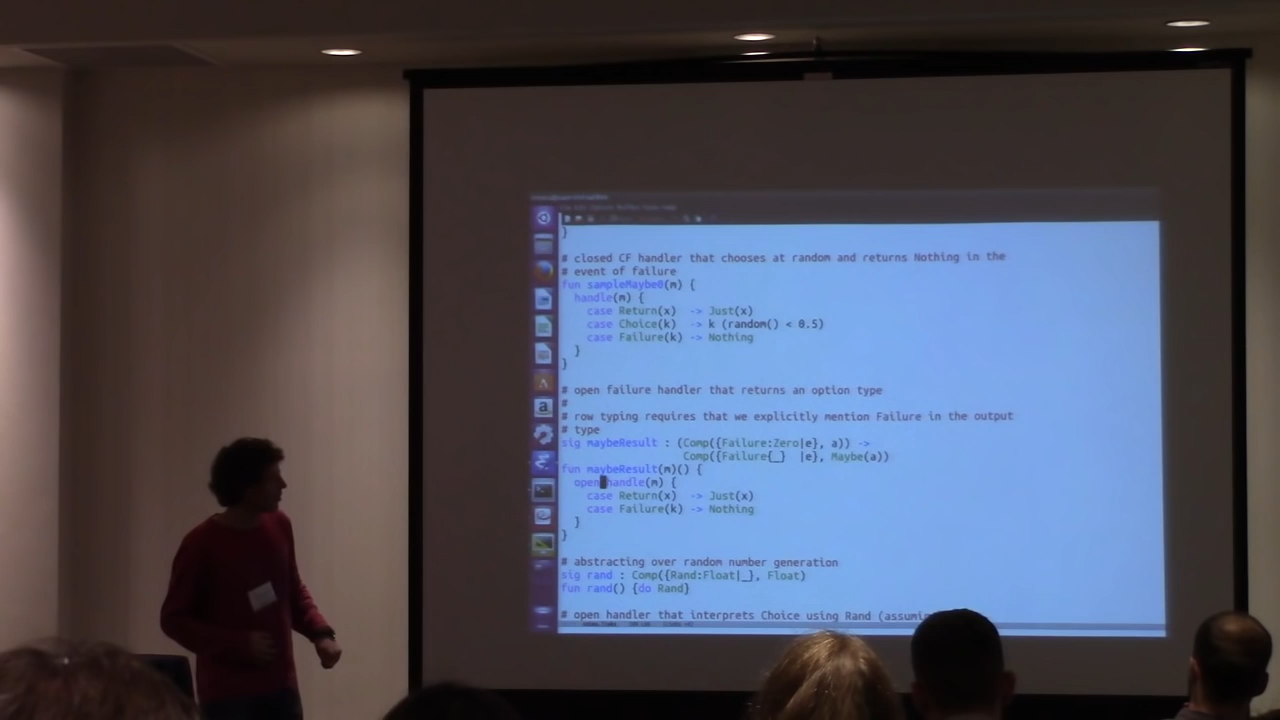 }
# closed CF handler that chooses at random and returns Nothing in the
# event of failure
fun sampleMaybe0(m) {
handle(m) {
case Return(x) -> Just(x)
case Choice(k) -> k (random() < 0.5)
case Failure(k) -> Nothing
}
}
# open failure handler that returns an option type
#
# row typing requires that we explicitly mention Failure in the output
# type
sig maybeResult : (Comp({Failure:Zero|e}, a)) ->
Comp({Failure{_} |e}, Maybe(a))
fun maybeResult(m)() {
open handle(m) {
case Return(x) -> Just(x)
case Failure(k) -> Nothing
}
}
# abstracting over random number generation
sig rand : Comp({Rand:Float|_}, Float)
fun rand() {do Rand}
# open handler that interprets Choice using Rand